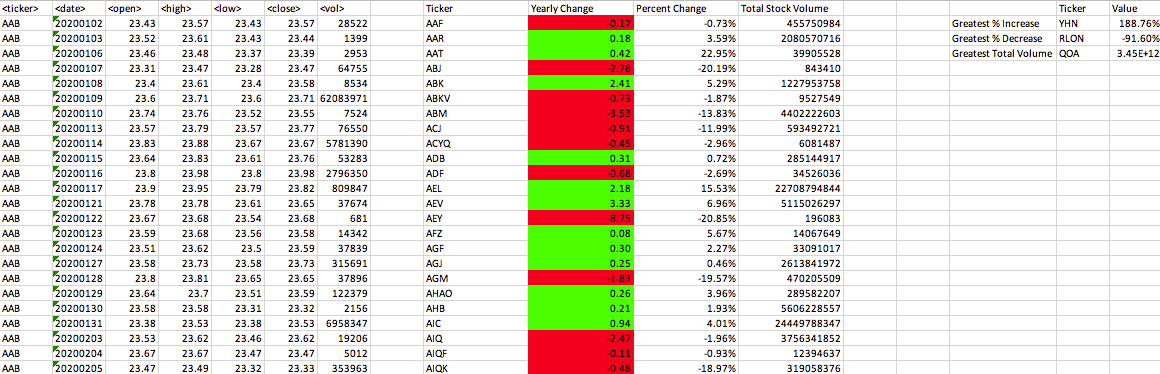 <ticker> <date> <open> <high> <low> <close> <vol> Ticker Yearly Change Percent Change Total Stock Volume Ticker Value
AAB 20200102 23.43 23.57 23.43 23.57 28522 AAF -0.17 -0.73% 455750984 Greatest % Increase YHN 188.76%
AAB 20200103 23.52 23.61 23.43 23.44 1399 AAR 0.18 3.59% 2080570716 Greatest % Decrease RLON -91.60%
AAB 20200106 23.46 23.48 23.37 23.39 2953 AAT 0.42 22.95% 39905528 Greatest Total Volume QOA 3.45E+12
AAB 20200107 23.31 23.47 23.28 23.47 64755 ABJ -2.76 -20.19% 843410
AAB 20200108 23.4 23.61 23.4 23.58 8534 ABK 2.41 5.29% 1227953758
AAB 20200109 23.6 23.71 23.6 23.71 62083971 ABKV -0.73 -1.87% 9527549
AAB 20200110 23.74 23.76 23.52 23.55 7524 ABM -3.53 -13.83% 4402222603
AAB 20200113 23.57 23.79 23.57 23.77 76550 ACJ -0.91 -11.99% 593492721
AAB 20200114 23.83 23.88 23.67 23.67 5781390 ACYQ -0.45 -2.96% 6081487
AAB 20200115 23.64 23.83 23.61 23.76 53283 ADB 0.31 0.72% 285144917
AAB 20200116 23.8 23.98 23.8 23.98 2796350 ADF -0.68 -2.69% 34526036
AAB 20200117 23.9 23.95 23.79 23.82 809847 AEL 2.18 15.53% 22708794844
AAB 20200121 23.78 23.78 23.61 23.65 37674 AEV 3.33 6.96% 5115026297
AAB 20200122 23.67 23.68 23.54 23.68 681 AEY -8.75 -20.85% 196083
AAB 20200123 23.59 23.68 23.56 23.58 14342 AFZ 0.08 5.67% 14067649
AAB 20200124 23.51 23.62 23.5 23.59 37839 AGF 0.30 2.27% 33091017
AAB 20200127 23.58 23.73 23.58 23.73 315691 AGJ 0.25 0.46% 2613841972
AAB 20200128 23.8 23.81 23.65 23.65 37896 AGM -1.83 -19.57% 470205509
AAB 20200129 23.64 23.7 23.51 23.59 122379 AHAO 0.26 3.96% 289582207
AAB 20200130 23.58 23.58 23.31 23.32 2156 AHB 0.21 1.93% 5606228557
AAB 20200131 23.38 23.53 23.38 23.53 6958347 AIC 0.94 4.01% 24449788347
AAB 20200203 23.53 23.62 23.46 23.62 19206 AIQ -2.47 -1.96% 3756341852
AAB 20200204 23.67 23.67 23.47 23.47 5012 AIQF -0.11 -0.93% 12394637
AAB 20200205 23.47 23.49 23.32 23.33 353963 AIQK -0.48 -18.97% 319058376